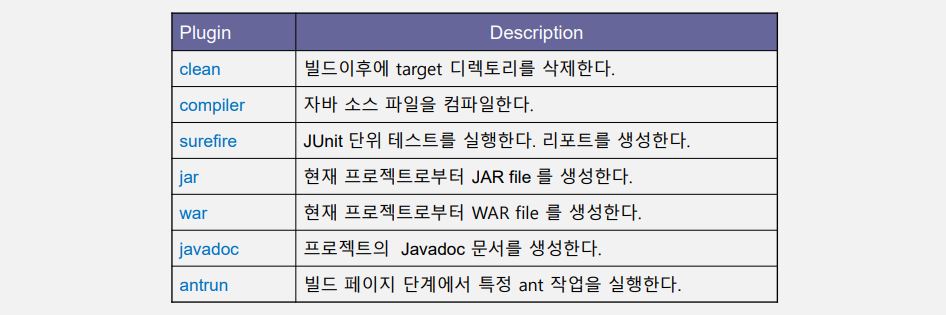 Plugin Description
clean 빌드이후에 target 디렉토리를 삭제한다.
compiler 자바 소스 파일을 컴파일한다.
surefire JUnit 단위 테스트를 실행한다. 리포트를 생성한다.
jar 현재 프로젝트로부터 JAR file 를 생성한다.
war 현재 프로젝트로부터 WAR file 를 생성한다.
javadoc 프로젝트의 Javadoc 문서를 생성한다.
antrun 빌드 페이지 단계에서 특정 ant 작업을 실행한다.